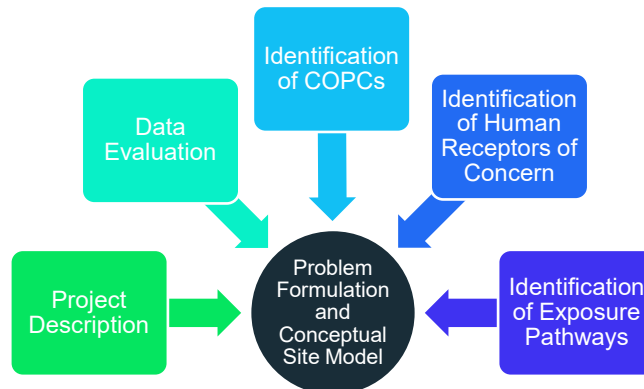 Identification
of COPCs
Data
Evaluation
Identification
of Human
Receptors of
Concern
Project
Description
Problem
Formulation
and
Conceptual
Site Model
Identification
of Exposure
Pathways